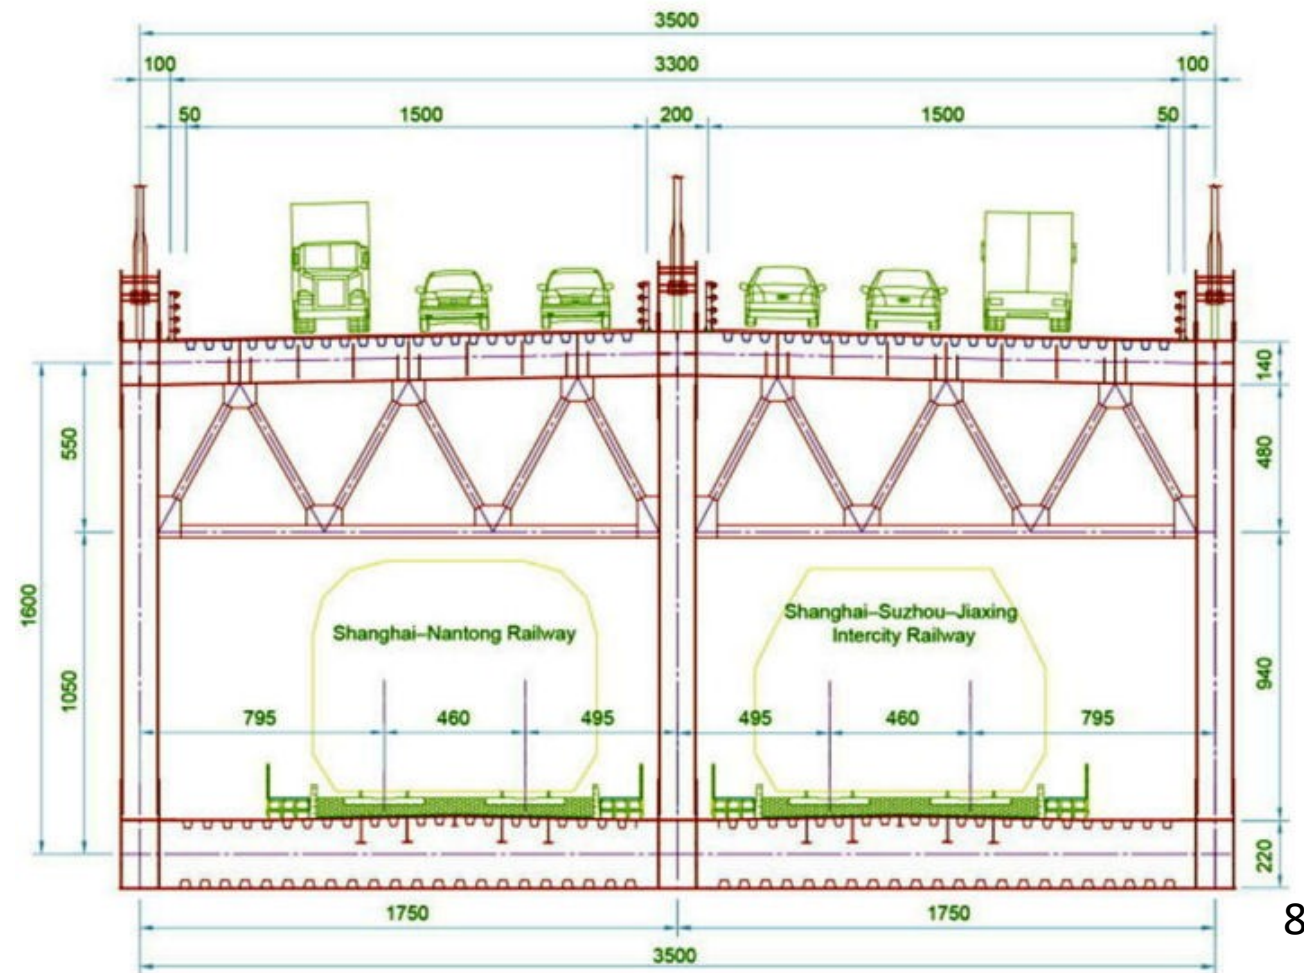 3500
100 3300 100
50 1500 200 1500 50
140
550
480
1600
Shanghai–Nantong Railway
Shanghai–Suzhou–Jiaxing
Intercity Railway
1050
940
795 460 495 495 460 795
220
1750 1750
8
3500